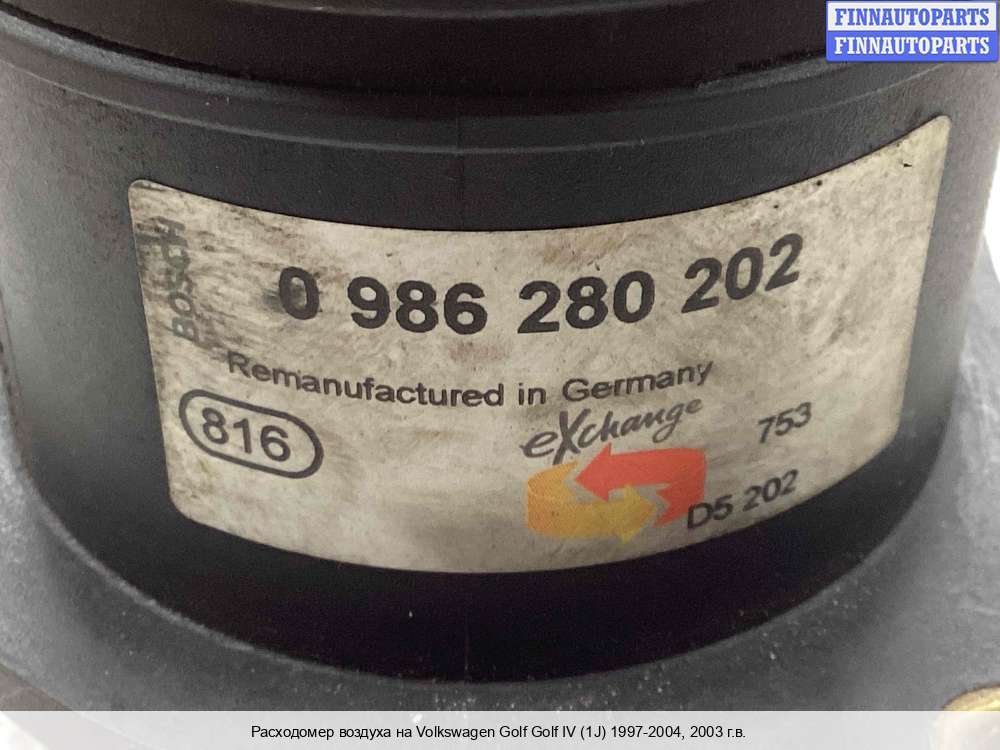 FINNAUTOPARTS
FINNAUTOPARTS
BOSCH
0 986 280 202
Remanufactured in Germany
816
eXchange
753
D5 202
Расходомер воздуха на Volkswagen Golf Golf IV (1J) 1997-2004, 2003 г.в.